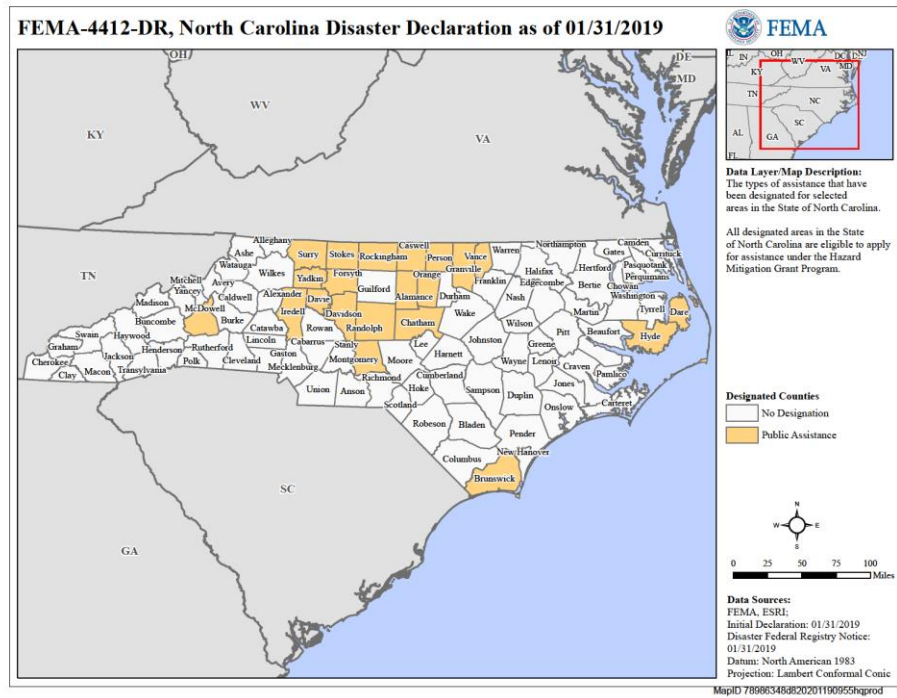 FEMA-4412-DR, North Carolina Disaster Declaration as of 01/31/2019
FEMA
OH
DE
MD
WV
KY
VA
IN OH WV DC NJ
MD
KY VA
TN NC
SC
AL GA
FL
Data Layer/Map Description:
The types of assistance that have
been designated for selected
areas in the State of North Carolina.
All designated areas in the State
of North Carolina are eligible to apply
for assistance under the Hazard
Mitigation Grant Program.
TN
Alleghany
Ashe
Surry
Stokes
Rockingham
Caswell
Person
Vance
Warren
Northampton
Gates
Camden
Currituck
Watauga
Wilkes
Yadkin
Forsyth
Guilford
Orange
Granville
Franklin
Halifax
Hertford
Pasquotank
Perquimans
Mitchell
Yancey
Avery
Caldwell
Alexander
Davie
Alamance
Durham
Nash
Edgecombe
Bertie
Chowan
Washington
Madison
McDowell
Burke
Iredell
Davidson
Randolph
Chatham
Wake
Wilson
Martin
Tyrrell
Dare
Buncombe
Catawba
Rowan
Swain
Haywood
Rutherford
Lincoln
Cabarrus
Stanly
Montgomery
Moore
Lee
Harnett
Johnston
Greene
Pitt
Beaufort
Hyde
Graham
Jackson
Henderson
Polk
Cleveland
Gaston
Mecklenburg
Wayne
Lenoir
Craven
Pamlico
Cherokee
Clay
Macon
Transylvania
Union
Anson
Richmond
Cumberland
Hoke
Scotland
Sampson
Duplin
Jones
Onslow
Carteret
Robeson
Bladen
Pender
Columbus
New Hanover
Brunswick
SC
GA
Designated Counties
No Designation
Public Assistance
N
W E
S
0 25 50 75 100
Miles
Data Sources:
FEMA, ESRI;
Initial Declaration: 01/31/2019
Disaster Federal Registry Notice:
01/31/2019
Datum: North American 1983
Projection: Lambert Conformal Conic
MapID 78986348d820201190955hqprod